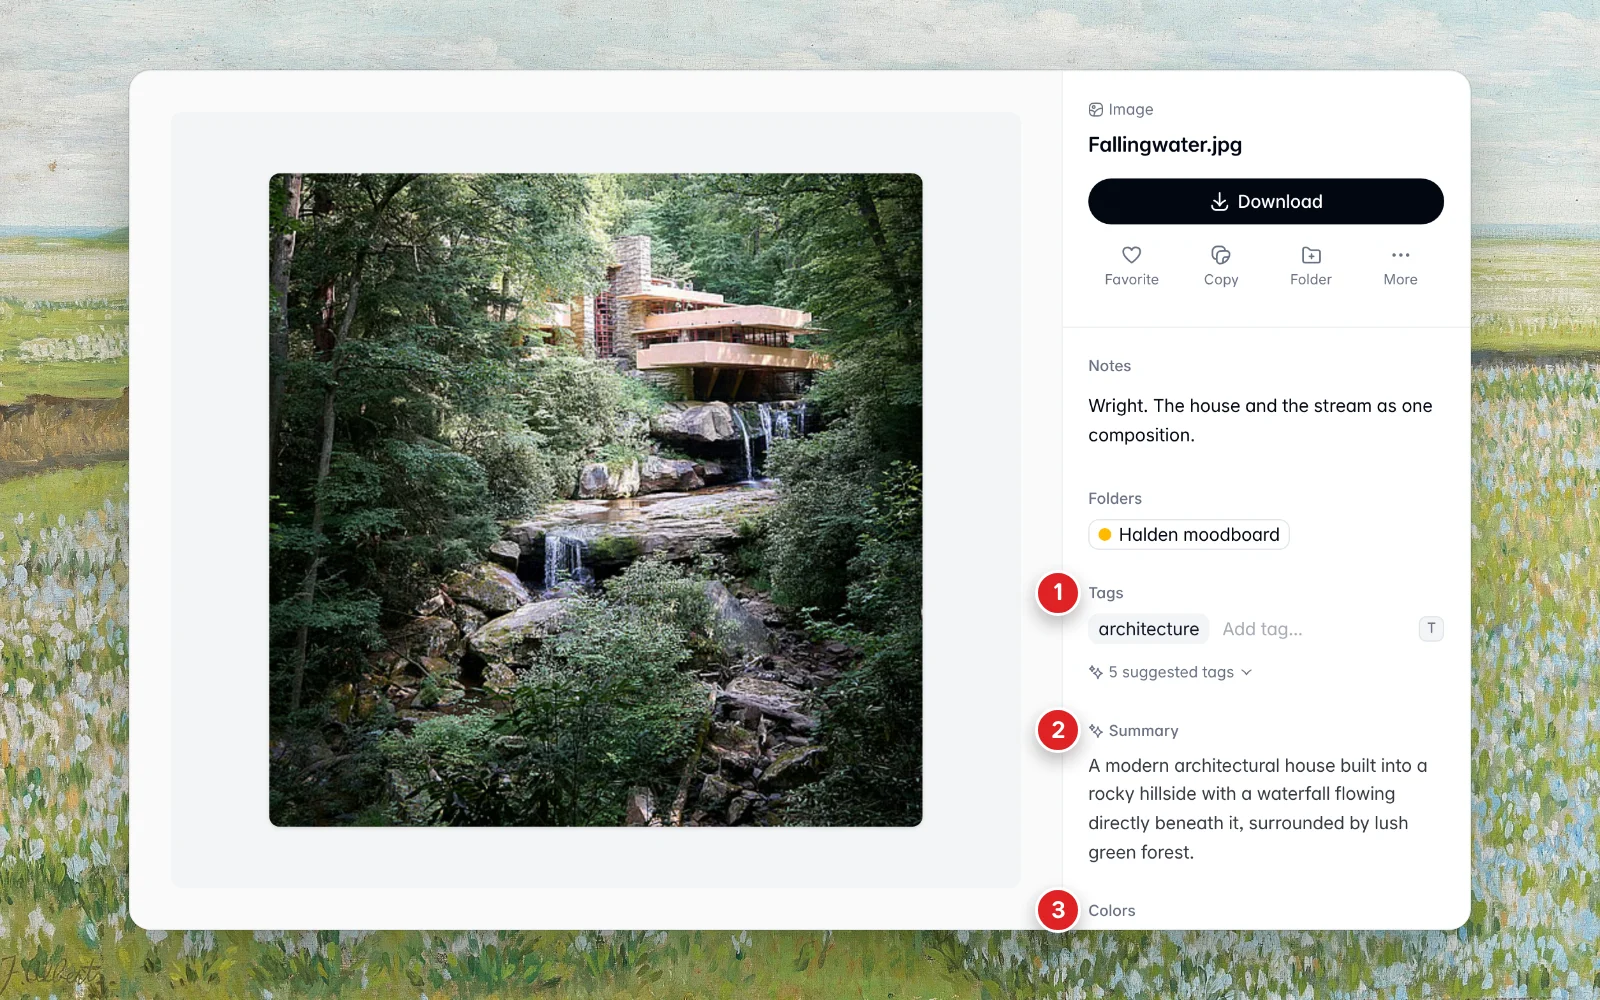 Image
Fallingwater.jpg
Download
Favorite
Copy
Folder
More
Notes
Wright. The house and the stream as one
composition.
Folders
Halden moodboard
1
Tags
architecture
Add tag...
T
5 suggested tags
2
Summary
A modern architectural house built into a
rocky hillside with a waterfall flowing
directly beneath it, surrounded by lush
green forest.
3
Colors